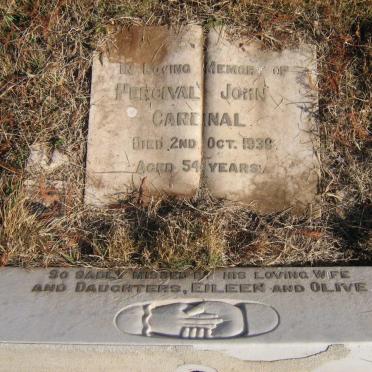 In Loving Memory of
Percival John
Cardinal
Died 2nd Oct. 1938
Aged 54 years.
So sadly missed by his loving Wife
and Daughters, Eileen and Olive